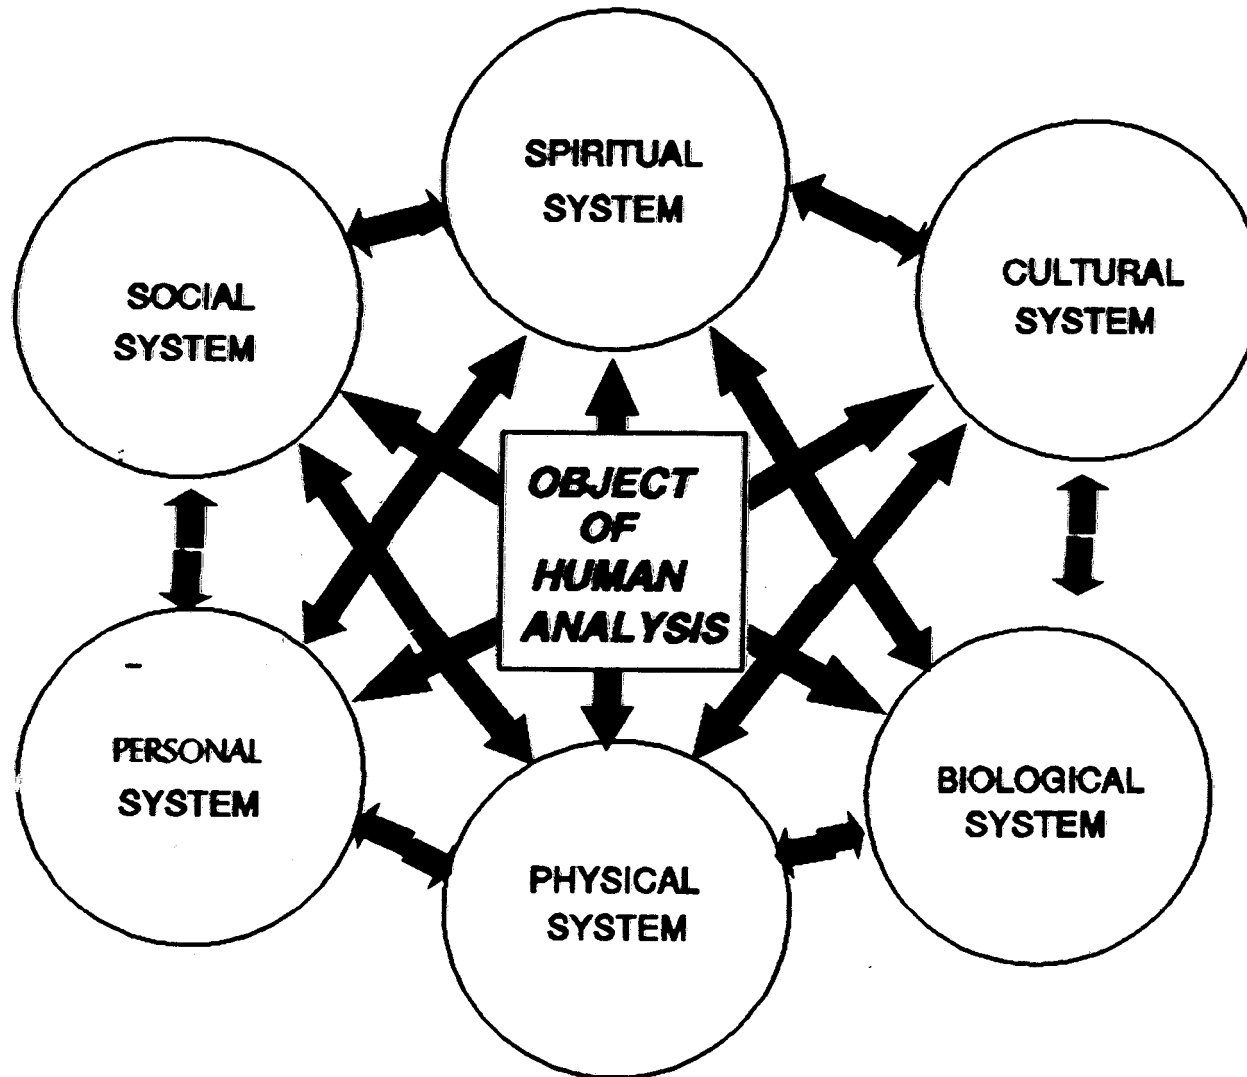 SPIRITUAL
SYSTEM
SOCIAL
SYSTEM
CULTURAL
SYSTEM
OBJECT
OF
HUMAN
ANALYSIS
PERSONAL
SYSTEM
BIOLOGICAL
SYSTEM
PHYSICAL
SYSTEM